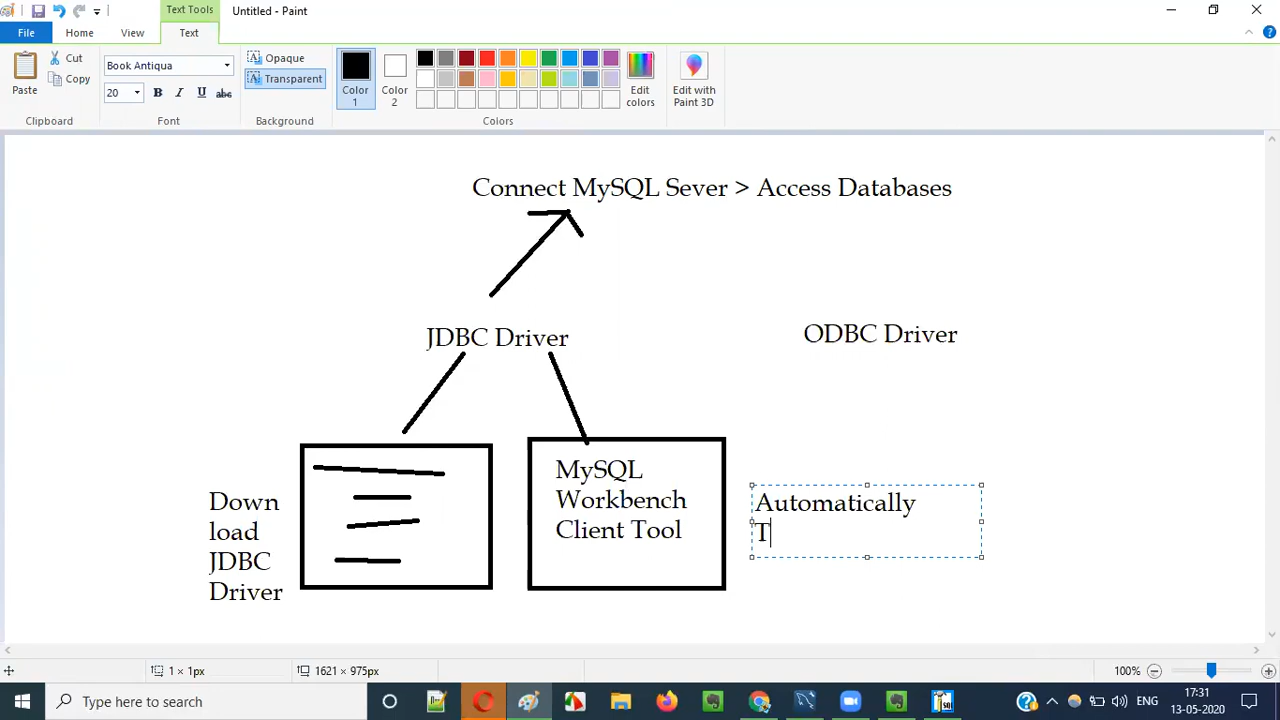 Untitled - Paint
Text Tools
File
Home
View
Text
Paste
Cut
Copy
Clipboard
Book Antiqua
20
B I U abc
Font
Opaque
Transparent
Background
Color 1
Color 2
Edit colors
Colors
Edit with Paint 3D
Connect MySQL Sever > Access Databases
JDBC Driver
ODBC Driver
Down
load
JDBC
Driver
MySQL
Workbench
Client Tool
Automatically
T
1 × 1px
1621 × 975px
100%
Type here to search
ENG
17:31
13-05-2020